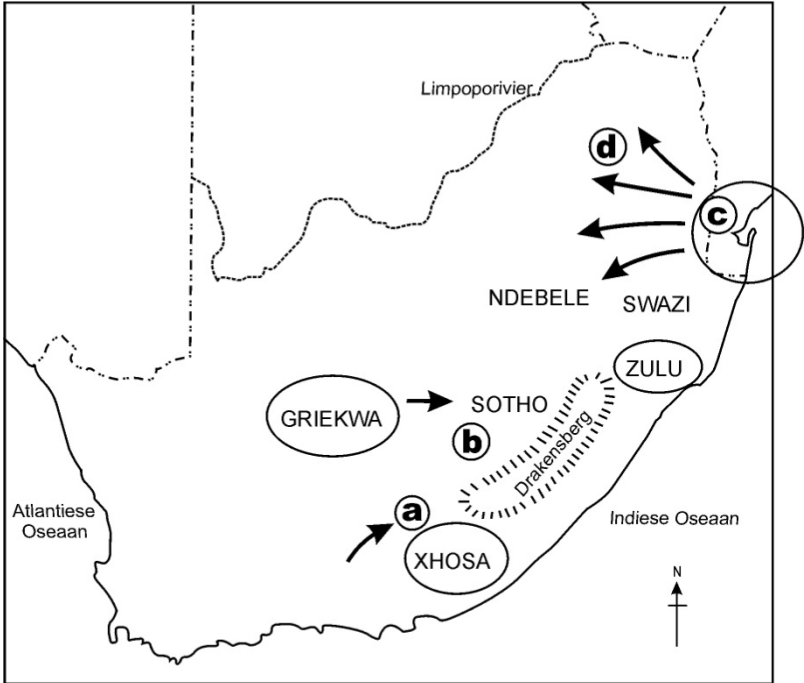 Limpoporivier
d
c
NDEBELE
SWAZI
ZULU
GRIEKWA
SOTHO
b
Drakensberg
a
Atlantiese
Oseaan
Indiese Oseaan
XHOSA
N